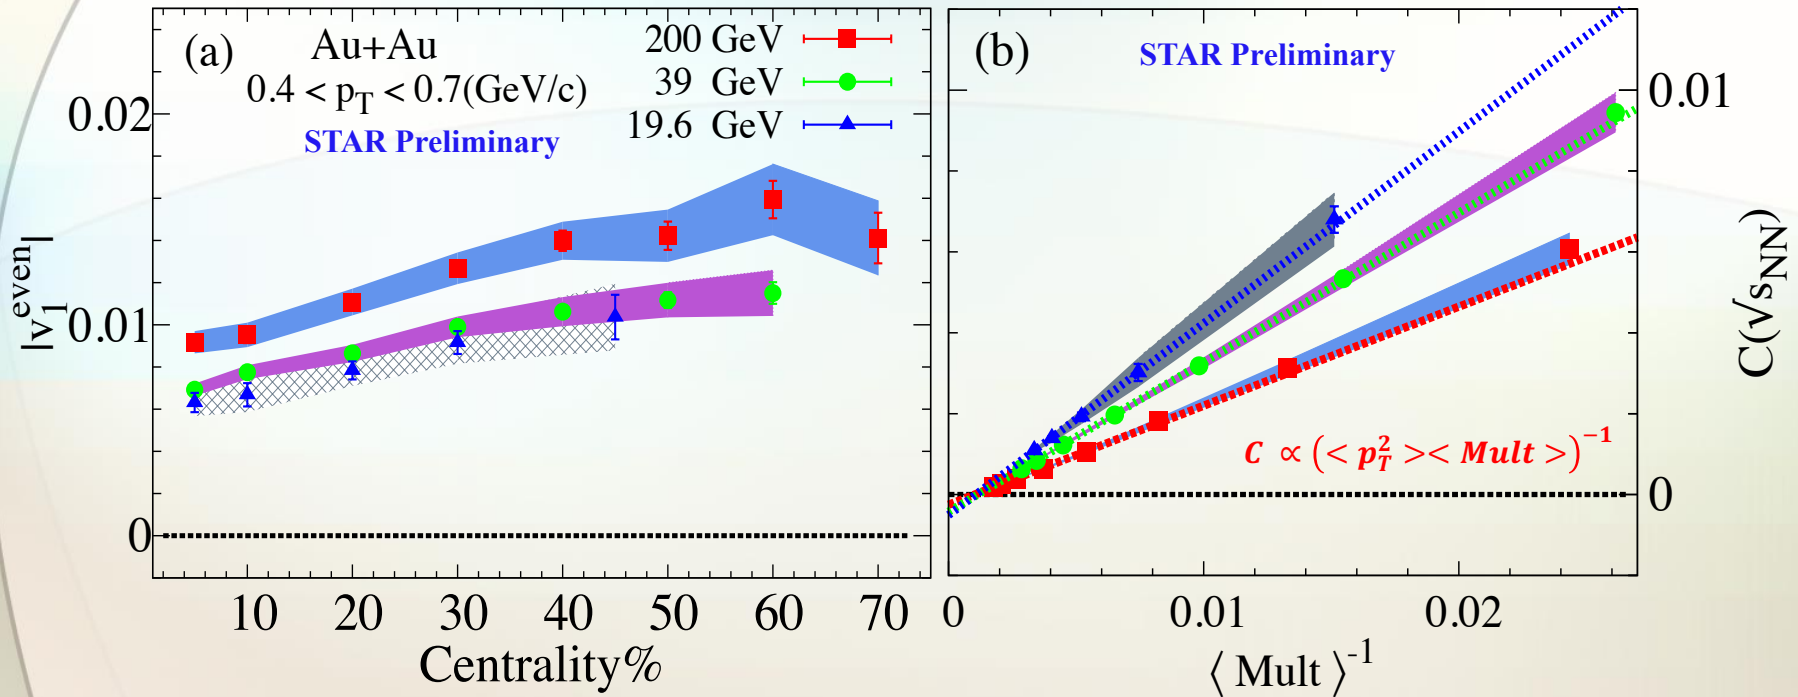 (a)
Au+Au
0.4 < p_T < 0.7(GeV/c)
STAR Preliminary
200 GeV
39 GeV
19.6 GeV
|v_1^even|
0.02
0.01
0
10 20 30 40 50 60 70
Centrality%
(b)
STAR Preliminary
C ∝ (< p_T^2 >< Mult >)^−1
0.01
0
C(√s_NN)
0 0.01 0.02
⟨ Mult ⟩^-1